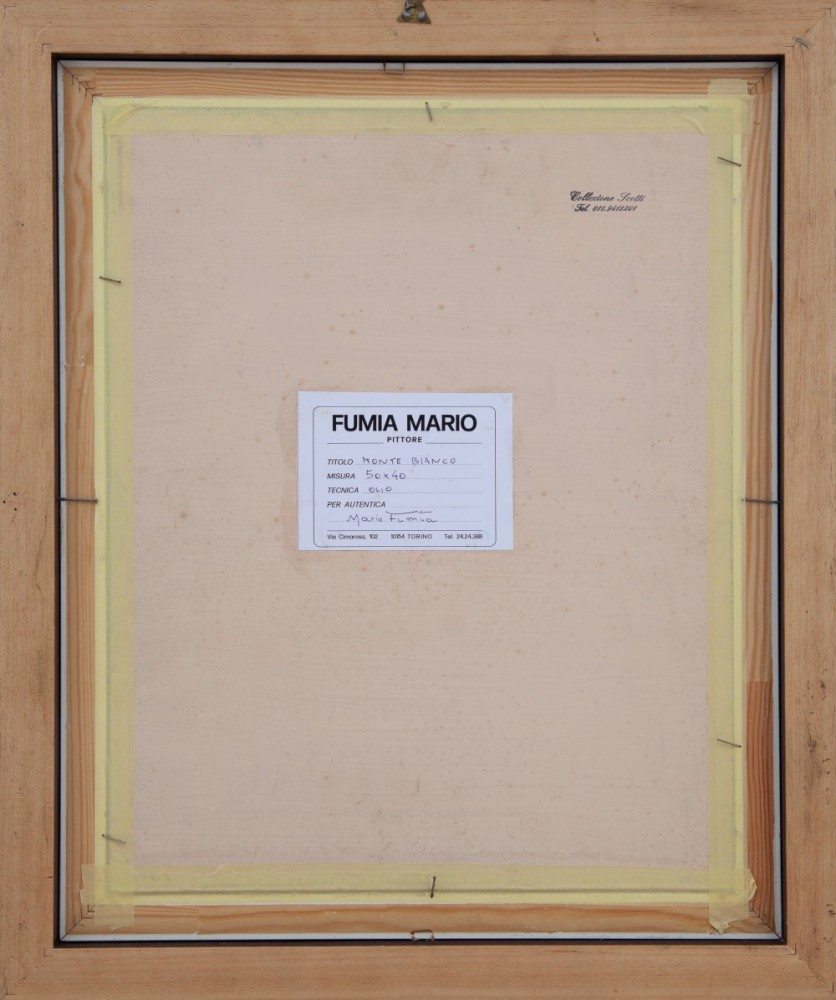 Collezione Scotti
Tel.
FUMIA MARIO
PITTORE
TITOLO MONTE BIANCO
MISURA 50x40
TECNICA OLIO
PER AUTENTICA
Mario Fumia
Via Cimarosa, 102 10154 TORINO Tel. 24.24.388